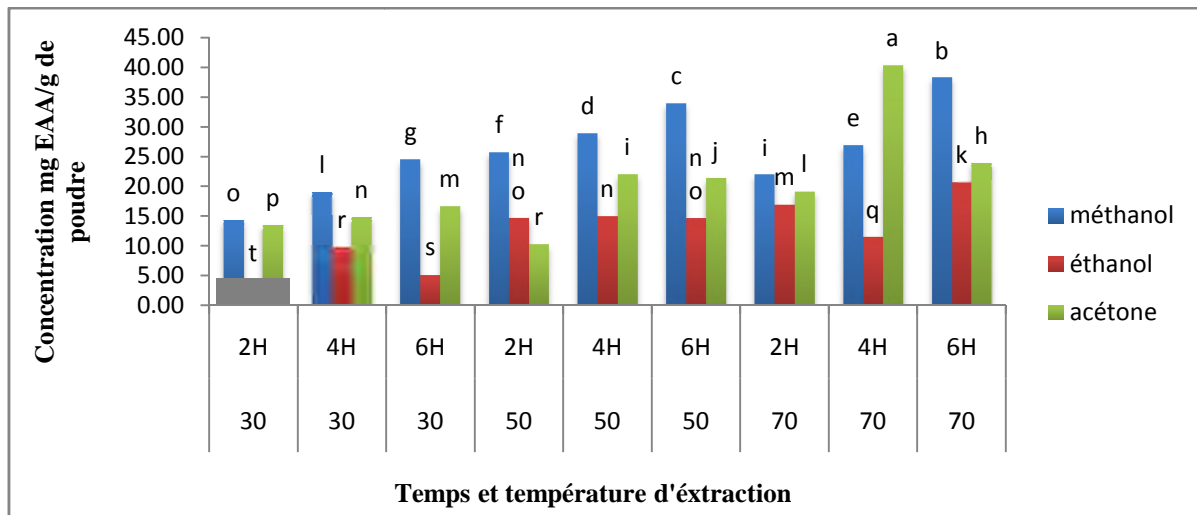 Concentration mg EAA/g de
poudre
45.00
40.00
35.00
30.00
25.00
20.00
15.00
10.00
5.00
0.00
o
t
p
l
r
n
g
s
m
f
n
o
r
d
n
i
c
n
o
j
i
m
l
e
q
a
b
k
h
méthanol
éthanol
acétone
2H 4H 6H 2H 4H 6H 2H 4H 6H
30 30 30 50 50 50 70 70 70
Temps et température d'éxtraction